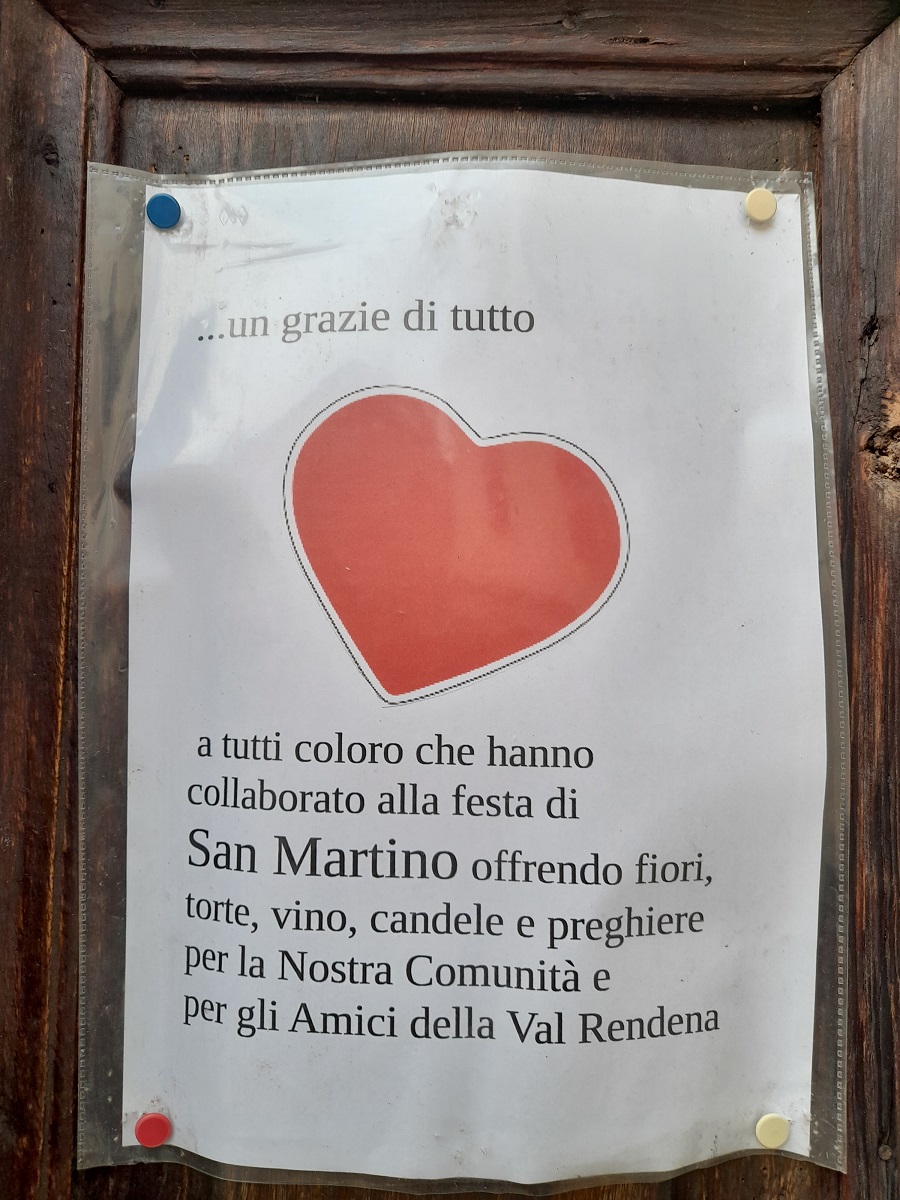 ...un grazie di tutto
a tutti coloro che hanno
collaborato alla festa di
San Martino offrendo fiori,
torte, vino, candele e preghiere
per la Nostra Comunità e
per gli Amici della Val Rendena